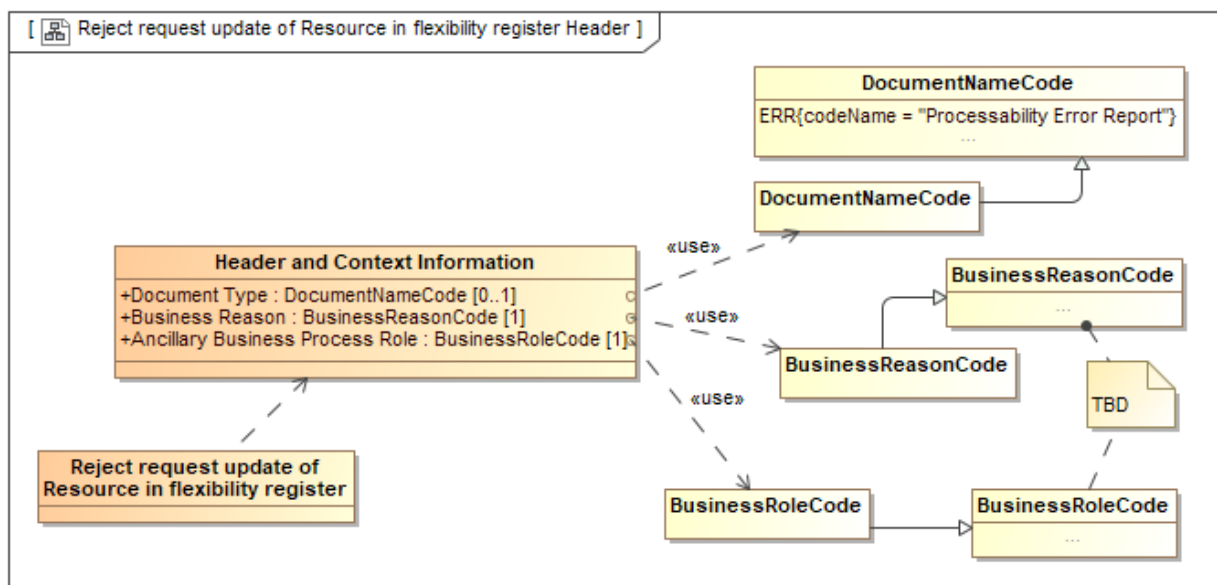 [ Reject request update of Resource in flexibility register Header ]
DocumentNameCode
ERR{codeName = "Processability Error Report"}
...
DocumentNameCode
«use»
Header and Context Information
+Document Type : DocumentNameCode [0..1]
+Business Reason : BusinessReasonCode [1]
+Ancillary Business Process Role : BusinessRoleCode [1]
BusinessReasonCode
...
«use»
BusinessReasonCode
«use»
TBD
Reject request update of
Resource in flexibility register
BusinessRoleCode
BusinessRoleCode
...